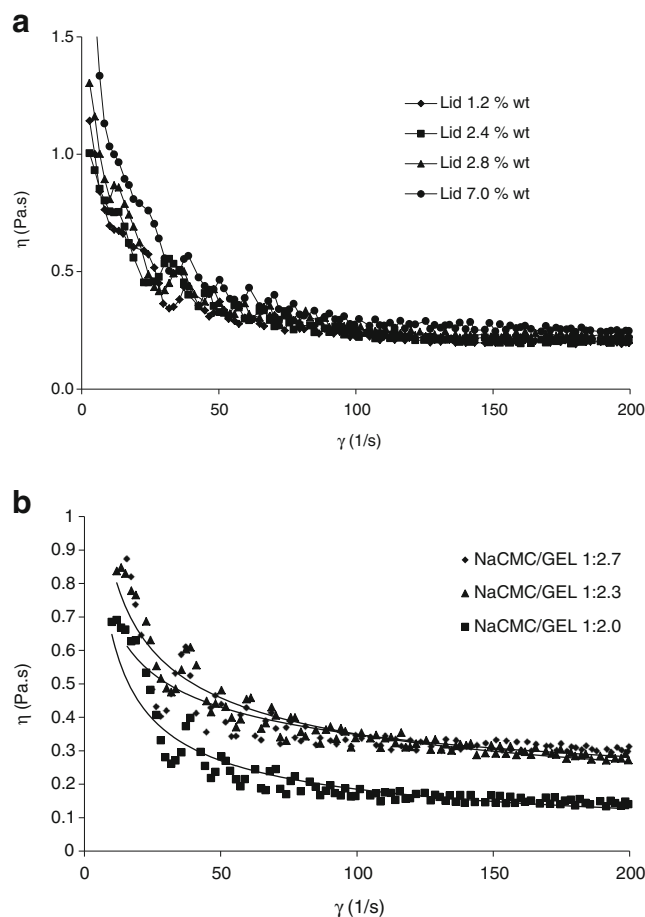 a
1.5
1.0
0.5
0.0
η (Pa.s)
Lid 1.2 % wt
Lid 2.4 % wt
Lid 2.8 % wt
Lid 7.0 % wt
0 50 100 150 200
γ (1/s)
b
1
0.9
0.8
0.7
0.6
0.5
0.4
0.3
0.2
0.1
0
η (Pa.s)
NaCMC/GEL 1:2.7
NaCMC/GEL 1:2.3
NaCMC/GEL 1:2.0
0 50 100 150 200
γ (1/s)